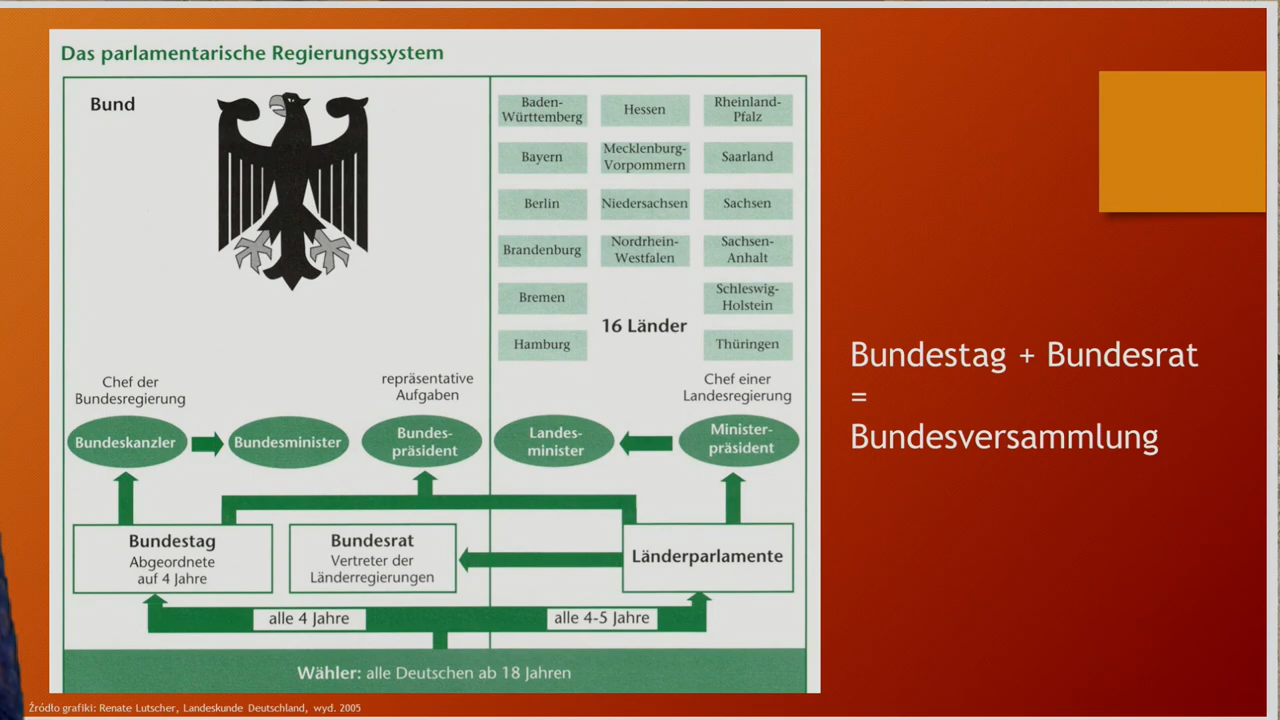 Das parlamentarische Regierungssystem
Bund
Baden-
Württemberg
Hessen
Rheinland-
Pfalz
Bayern
Mecklenburg-
Vorpommern
Saarland
Berlin
Niedersachsen
Sachsen
Brandenburg
Nordrhein-
Westfalen
Sachsen-
Anhalt
Bremen
Schleswig-
Holstein
16 Länder
Hamburg
Thüringen
Chef der
Bundesregierung
repräsentative
Aufgaben
Chef einer
Landesregierung
Bundeskanzler
Bundesminister
Bundes-
präsident
Landes-
minister
Minister-
präsident
Bundestag
Abgeordnete
auf 4 Jahre
Bundesrat
Vertreter der
Länderregierungen
Länderparlamente
alle 4 Jahre
alle 4-5 Jahre
Wähler: alle Deutschen ab 18 Jahren
Bundestag + Bundesrat
=
Bundesversammlung
Źródło grafiki: Renate Lutscher, Landeskunde Deutschland, wyd. 2005